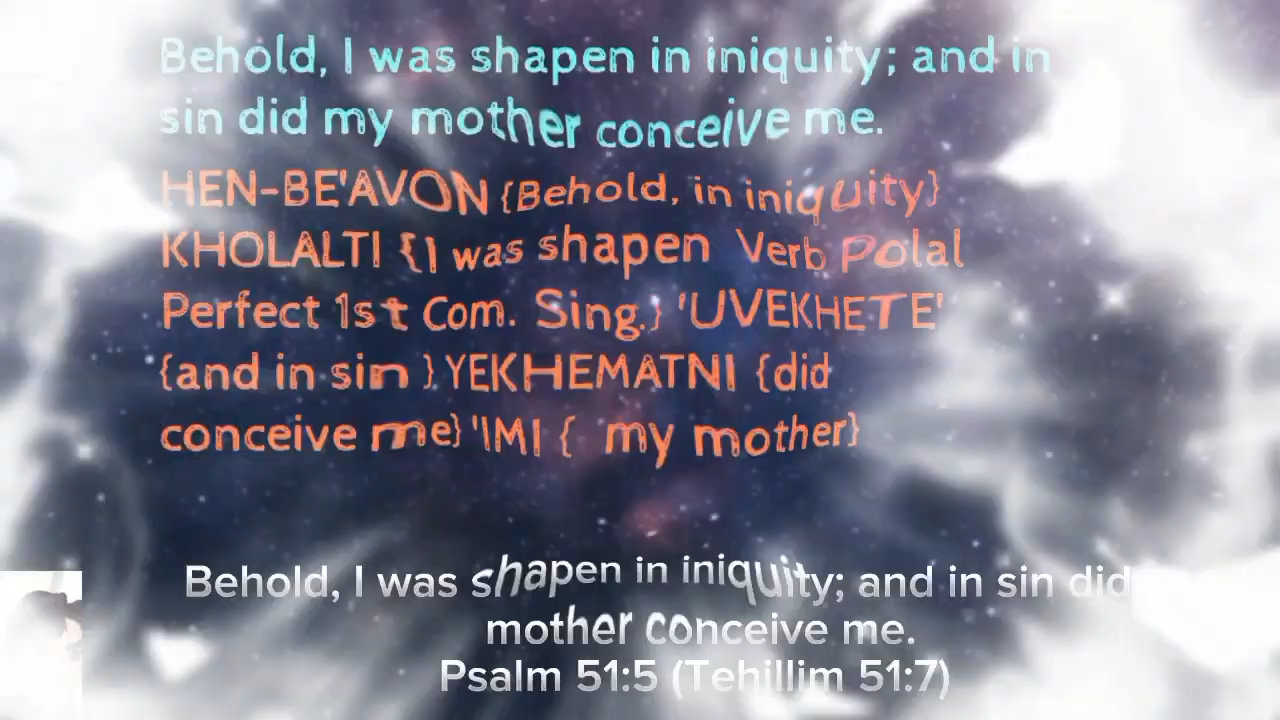 Behold, I was shapen in iniquity; and in
sin did my mother conceive me.
HEN-BE'AVON {Behold, in iniquity}
KHOLALTI {I was shapen Verb Polal
Perfect 1st Com. Sing.} 'UVEKHETE'
{and in sin } YEKHEMATNI {did
conceive me} 'IMI { my mother}
Behold, I was shapen in iniquity; and in sin did
mother conceive me.
Psalm 51:5 (Tehillim 51:7)